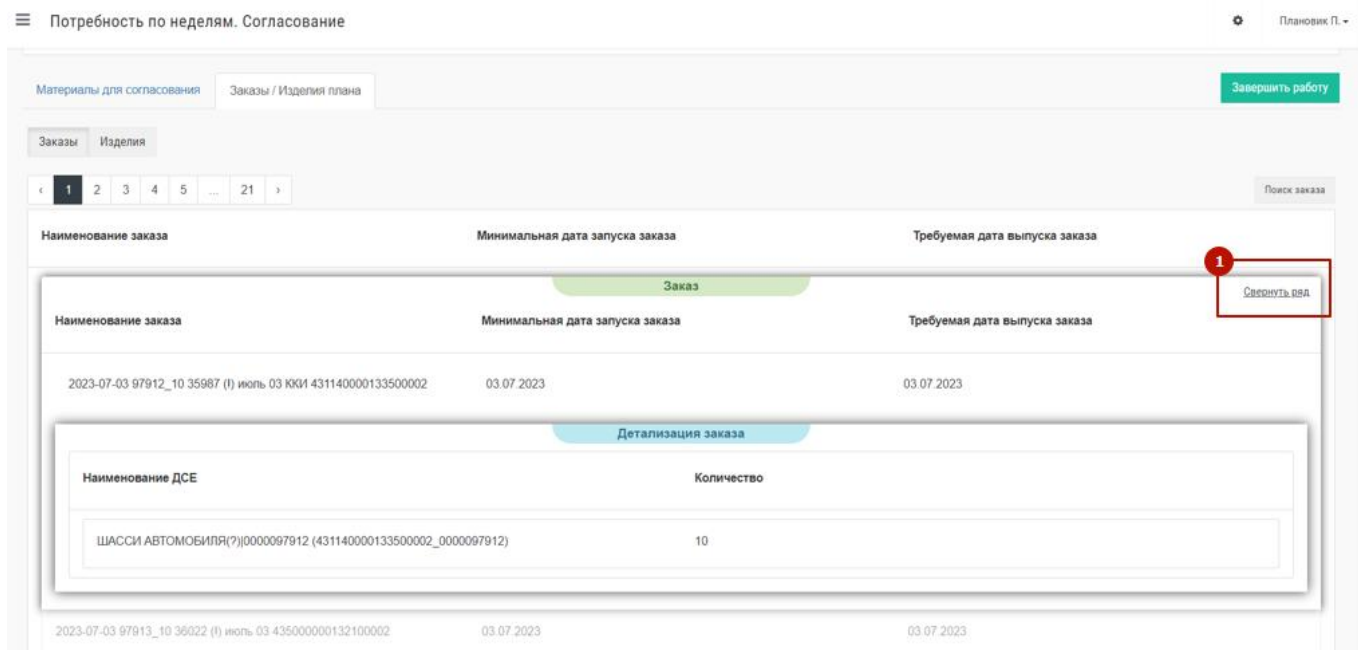 Потребность по неделям. Согласование
Плановик П.
Материалы для согласования Заказы / Изделия плана Завершить работу
Заказы Изделия
‹ 1 2 3 4 5 ... 21 › Поиск заказа
Наименование заказа Минимальная дата запуска заказа Требуемая дата выпуска заказа
1
Заказ
Свернуть ряд
Наименование заказа Минимальная дата запуска заказа Требуемая дата выпуска заказа
2023-07-03 97912_10 35987 (I) июль 03 ККИ 431140000133500002 03.07.2023 03.07.2023
Детализация заказа
Наименование ДСЕ Количество
ШАССИ АВТОМОБИЛЯ(?)|0000097912 (431140000133500002_0000097912) 10
2023-07-03 97913_10 36022 (I) июль 03 435000000132100002 03.07.2023 03.07.2023